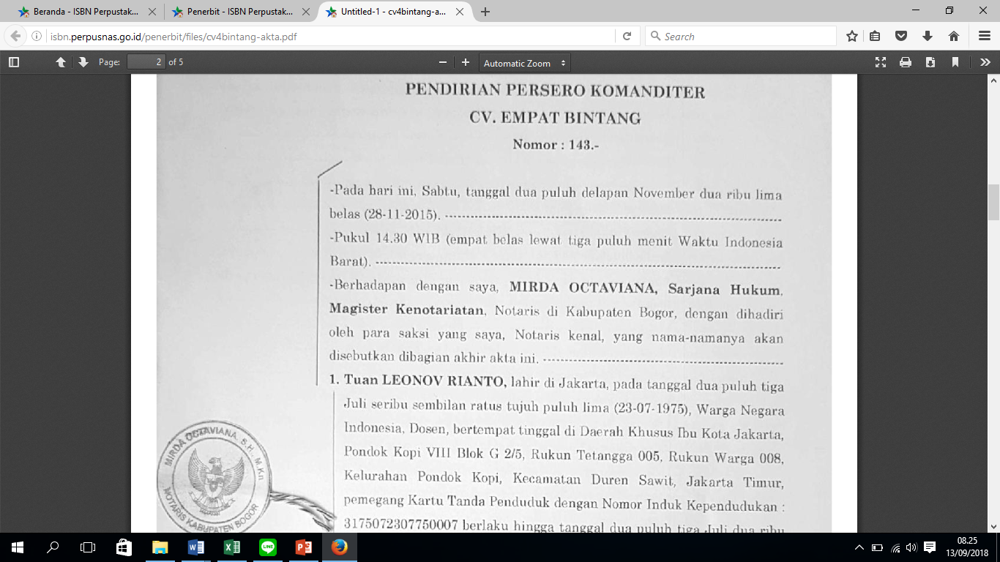 Beranda - ISBN Perpustak...
Penerbit - ISBN Perpustak...
Untitled-1 - cv4bintang-a...
isbn.perpusnas.go.id/penerbit/files/cv4bintang-akta.pdf
Search
Page: 2 of 5
Automatic Zoom
PENDIRIAN PERSERO KOMANDITER
CV. EMPAT BINTANG
Nomor : 143.-
-Pada hari ini, Sabtu, tanggal dua puluh delapan November dua ribu lima
belas (28-11-2015). ---
-Pukul 14.30 WIB (empat belas lewat tiga puluh menit Waktu Indonesia
Barat). ---
-Berhadapan dengan saya, MIRDA OCTAVIANA, Sarjana Hukum,
Magister Kenotariatan, Notaris di Kabupaten Bogor, dengan dihadiri
oleh para saksi yang saya, Notaris kenal, yang nama-namanya akan
disebutkan dibagian akhir akta ini. ---
1. Tuan LEONOV RIANTO, lahir di Jakarta, pada tanggal dua puluh tiga
Juli seribu sembilan ratus tujuh puluh lima (23-07-1975), Warga Negara
Indonesia, Dosen, bertempat tinggal di Daerah Khusus Ibu Kota Jakarta,
Pondok Kopi VIII Blok G 2/5, Rukun Tetangga 005, Rukun Warga 008,
Kelurahan Pondok Kopi, Kecamatan Duren Sawit, Jakarta Timur,
pemegang Kartu Tanda Penduduk dengan Nomor Induk Kependudukan :
3175072307750007 berlaku hingga tanggal dua puluh tiga Juli dua ribu
MIRDA OCTAVIANA, S.H., M.Kn
NOTARIS KABUPATEN BOGOR
08.25
13/09/2018